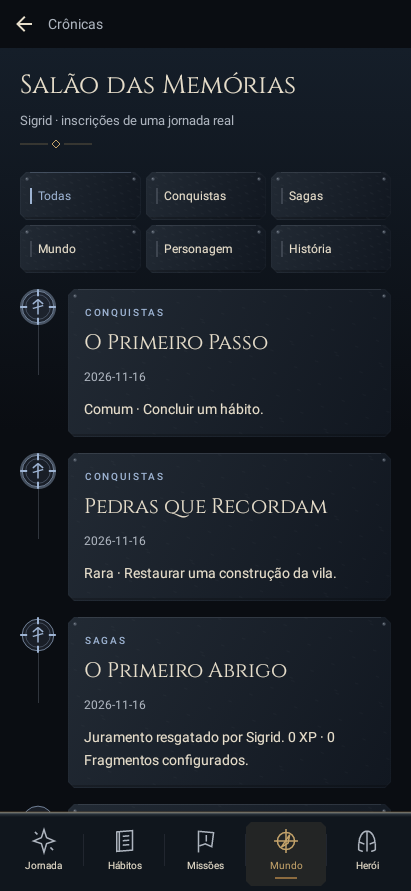 Crônicas
Salão das Memórias
Sigrid · inscrições de uma jornada real
Todas
Conquistas
Sagas
Mundo
Personagem
História
CONQUISTAS
O Primeiro Passo
2026-11-16
Comum · Concluir um hábito.
CONQUISTAS
Pedras que Recordam
2026-11-16
Rara · Restaurar uma construção da vila.
SAGAS
O Primeiro Abrigo
2026-11-16
Juramento resgatado por Sigrid. 0 XP · 0
Fragmentos configurados.
Jornada
Hábitos
Missões
Mundo
Herói